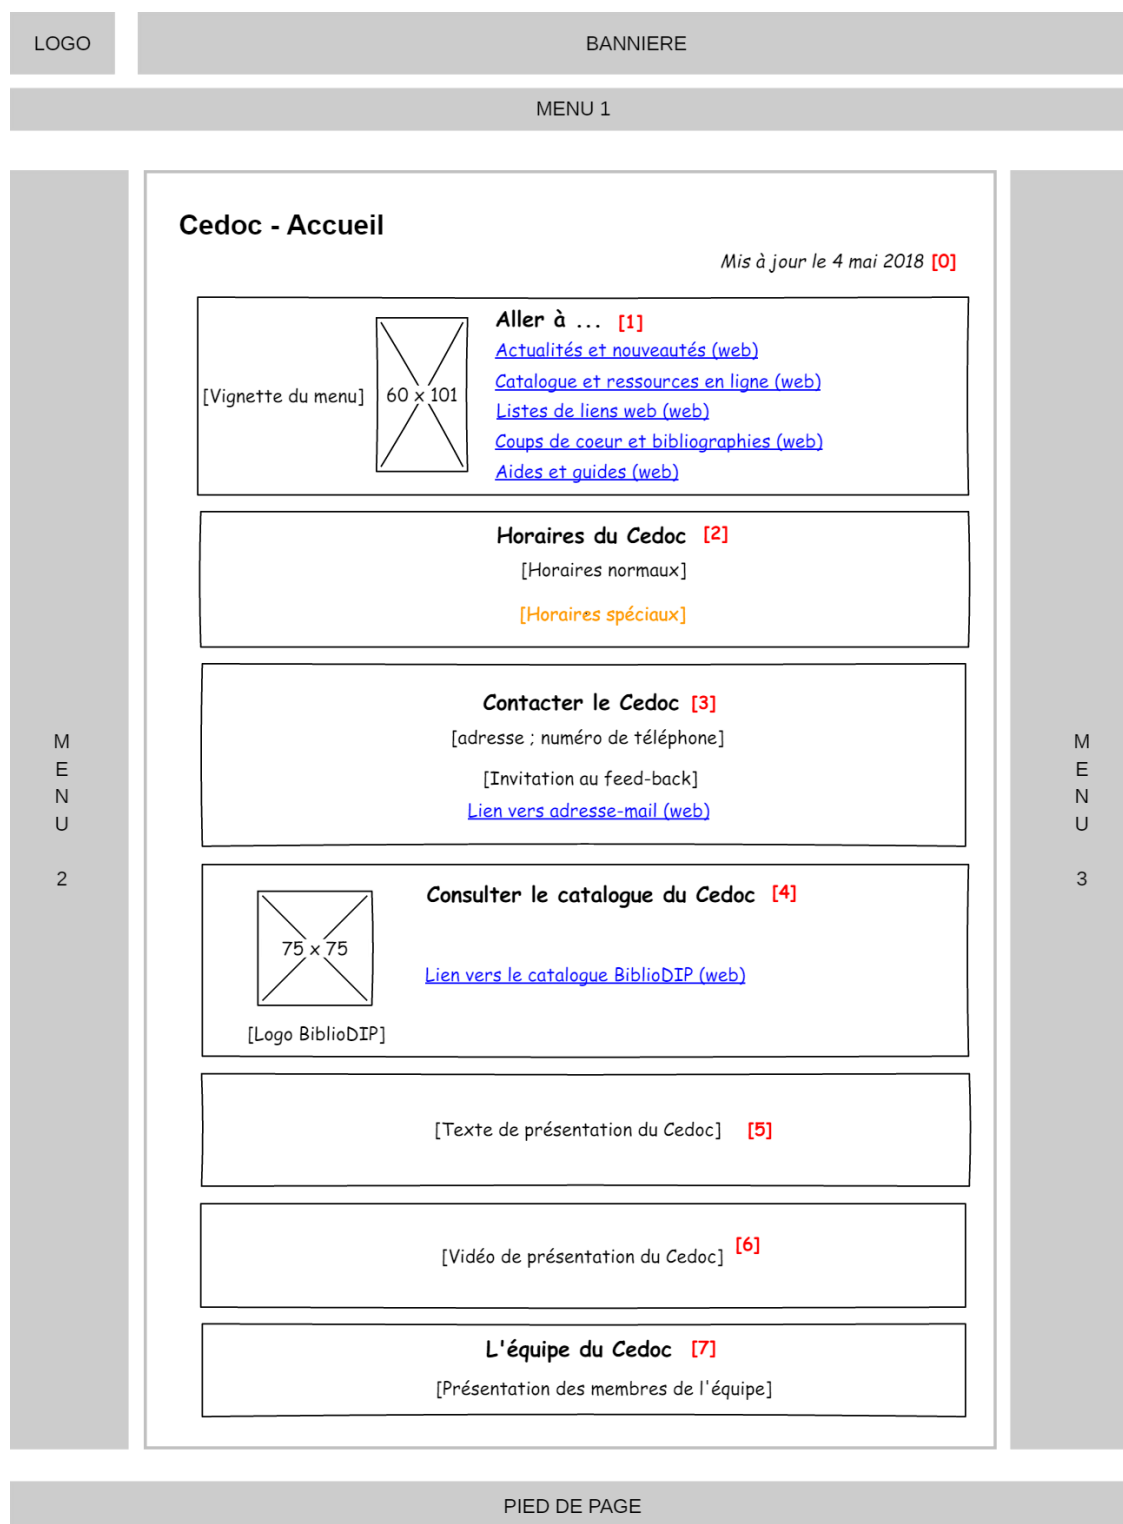 LOGO
BANNIERE
MENU 1
Cedoc - Accueil
Mis à jour le 4 mai 2018 [0]
Aller à ... [1]
Actualités et nouveautés (web)
Catalogue et ressources en ligne (web)
[Vignette du menu]
60 x 101
Listes de liens web (web)
Coups de coeur et bibliographies (web)
Aides et guides (web)
Horaires du Cedoc [2]
[Horaires normaux]
[Horaires spéciaux]
Contacter le Cedoc [3]
[adresse ; numéro de téléphone]
[Invitation au feed-back]
Lien vers adresse-mail (web)
M
E
N
U
2
M
E
N
U
3
Consulter le catalogue du Cedoc [4]
75 x 75
Lien vers le catalogue BiblioDIP (web)
[Logo BiblioDIP]
[Texte de présentation du Cedoc] [5]
[Vidéo de présentation du Cedoc] [6]
L'équipe du Cedoc [7]
[Présentation des membres de l'équipe]
PIED DE PAGE